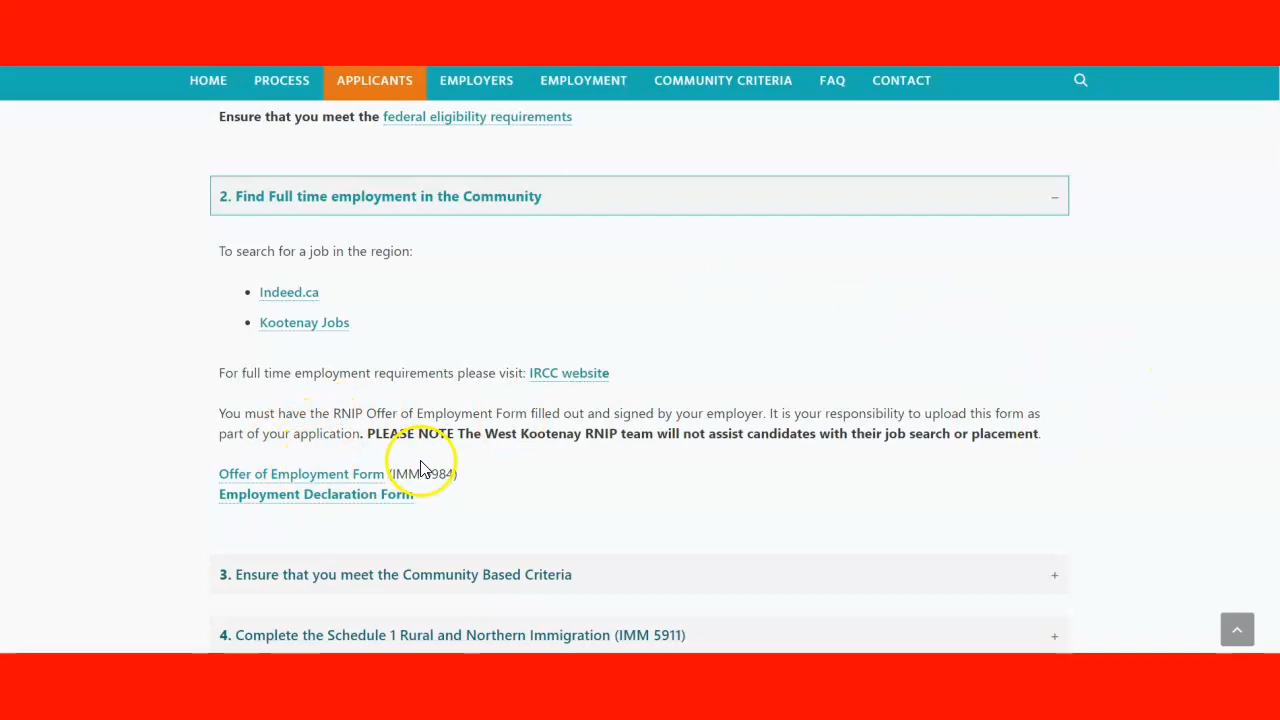 HOME PROCESS APPLICANTS EMPLOYERS EMPLOYMENT COMMUNITY CRITERIA FAQ CONTACT
Ensure that you meet the federal eligibility requirements
2. Find Full time employment in the Community
To search for a job in the region:
Indeed.ca
Kootenay Jobs
For full time employment requirements please visit: IRCC website
You must have the RNIP Offer of Employment Form filled out and signed by your employer. It is your responsibility to upload this form as
part of your application. PLEASE NOTE The West Kootenay RNIP team will not assist candidates with their job search or placement.
Offer of Employment Form (IMM 984)
Employment Declaration Form
3. Ensure that you meet the Community Based Criteria
4. Complete the Schedule 1 Rural and Northern Immigration (IMM 5911)